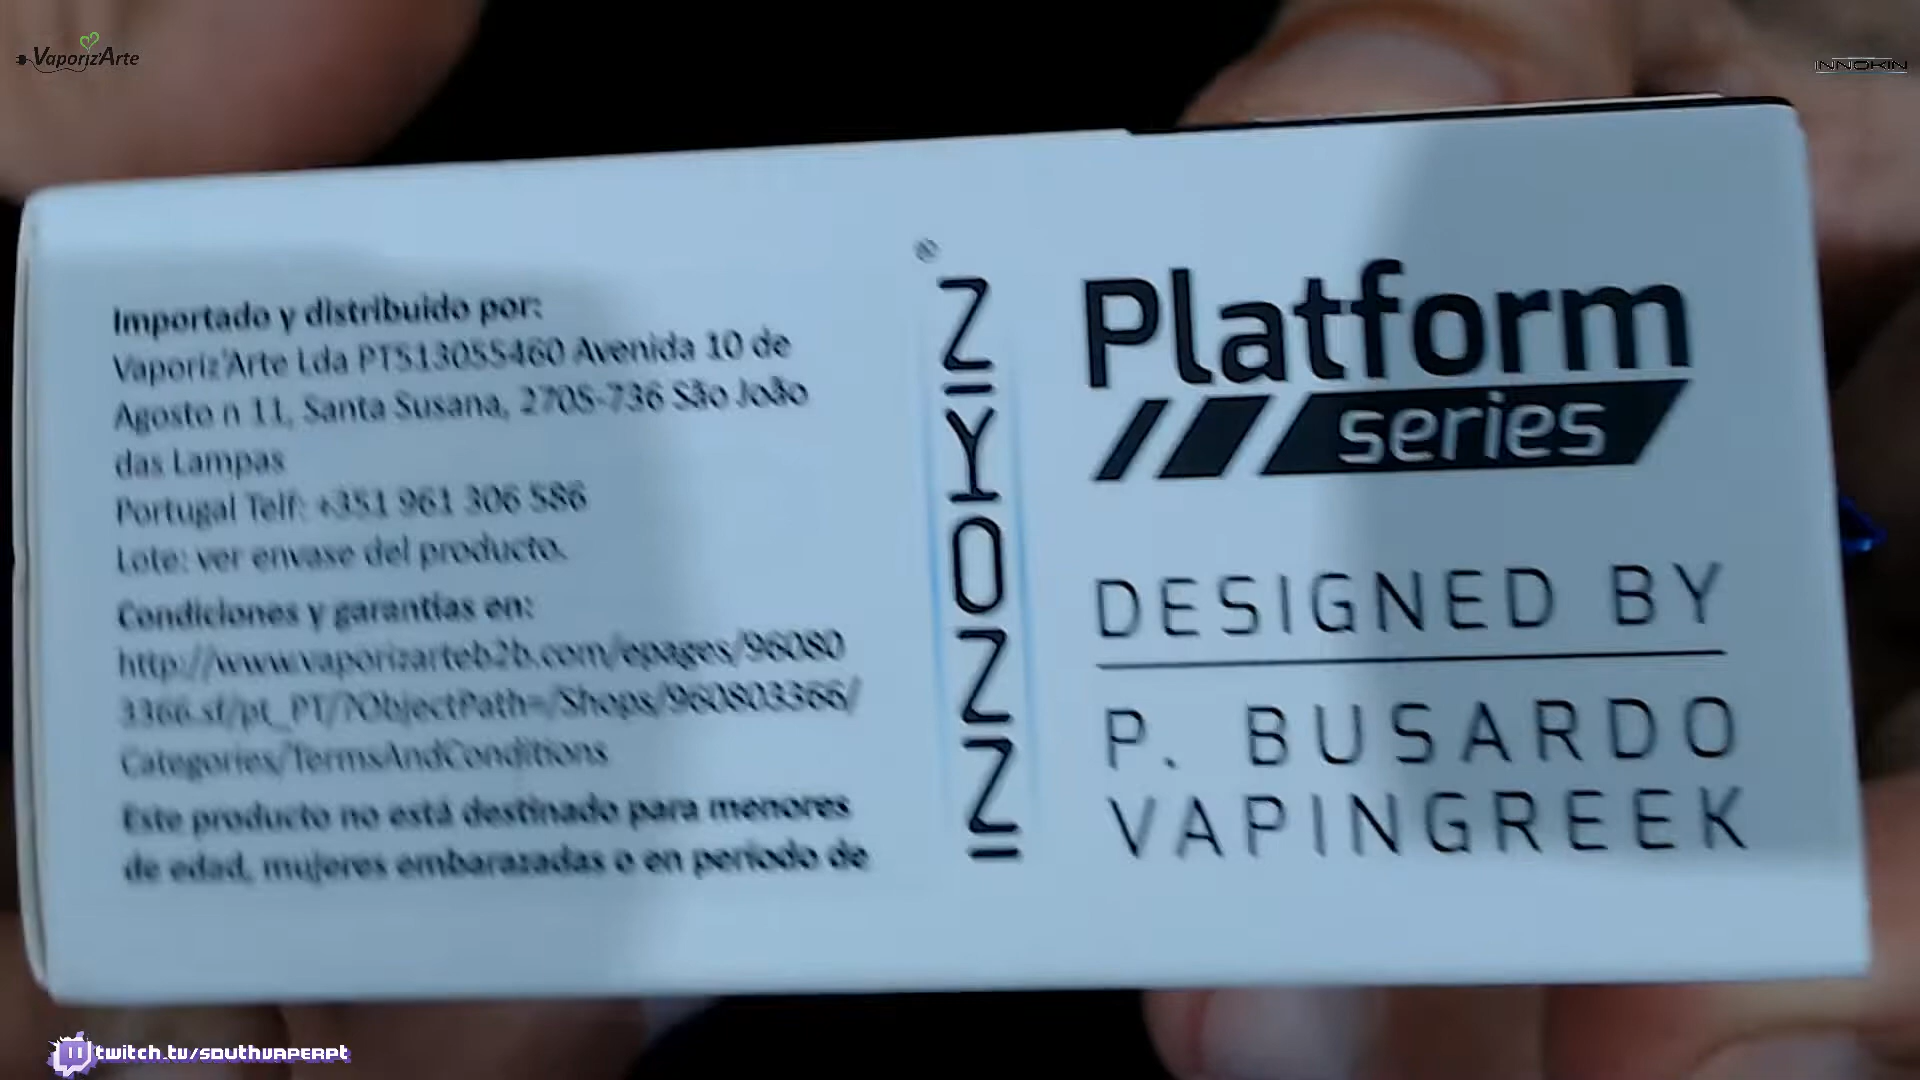 VaporizArte
INNOKIN
Importado y distribuido por:
Vaporiz'Arte Lda PT513055460 Avenida 10 de
Agosto n 11, Santa Susana, 2705-736 São João
das Lampas
Portugal Telf: +351 961 306 586
Lote: ver envase del producto.
Condiciones y garantías en:
http://www.vaporizarteb2b.com/epages/96080
3366.sf/pt_PT/?ObjectPath=/Shops/960803366/
Categories/TermsAndConditions
Este producto no está destinado para menores
de edad, mujeres embarazadas o en período de
®
INNOKIN
Platform
series
DESIGNED BY
P. BUSARDO
VAPINGREEK
twitch.tv/southvaperpt